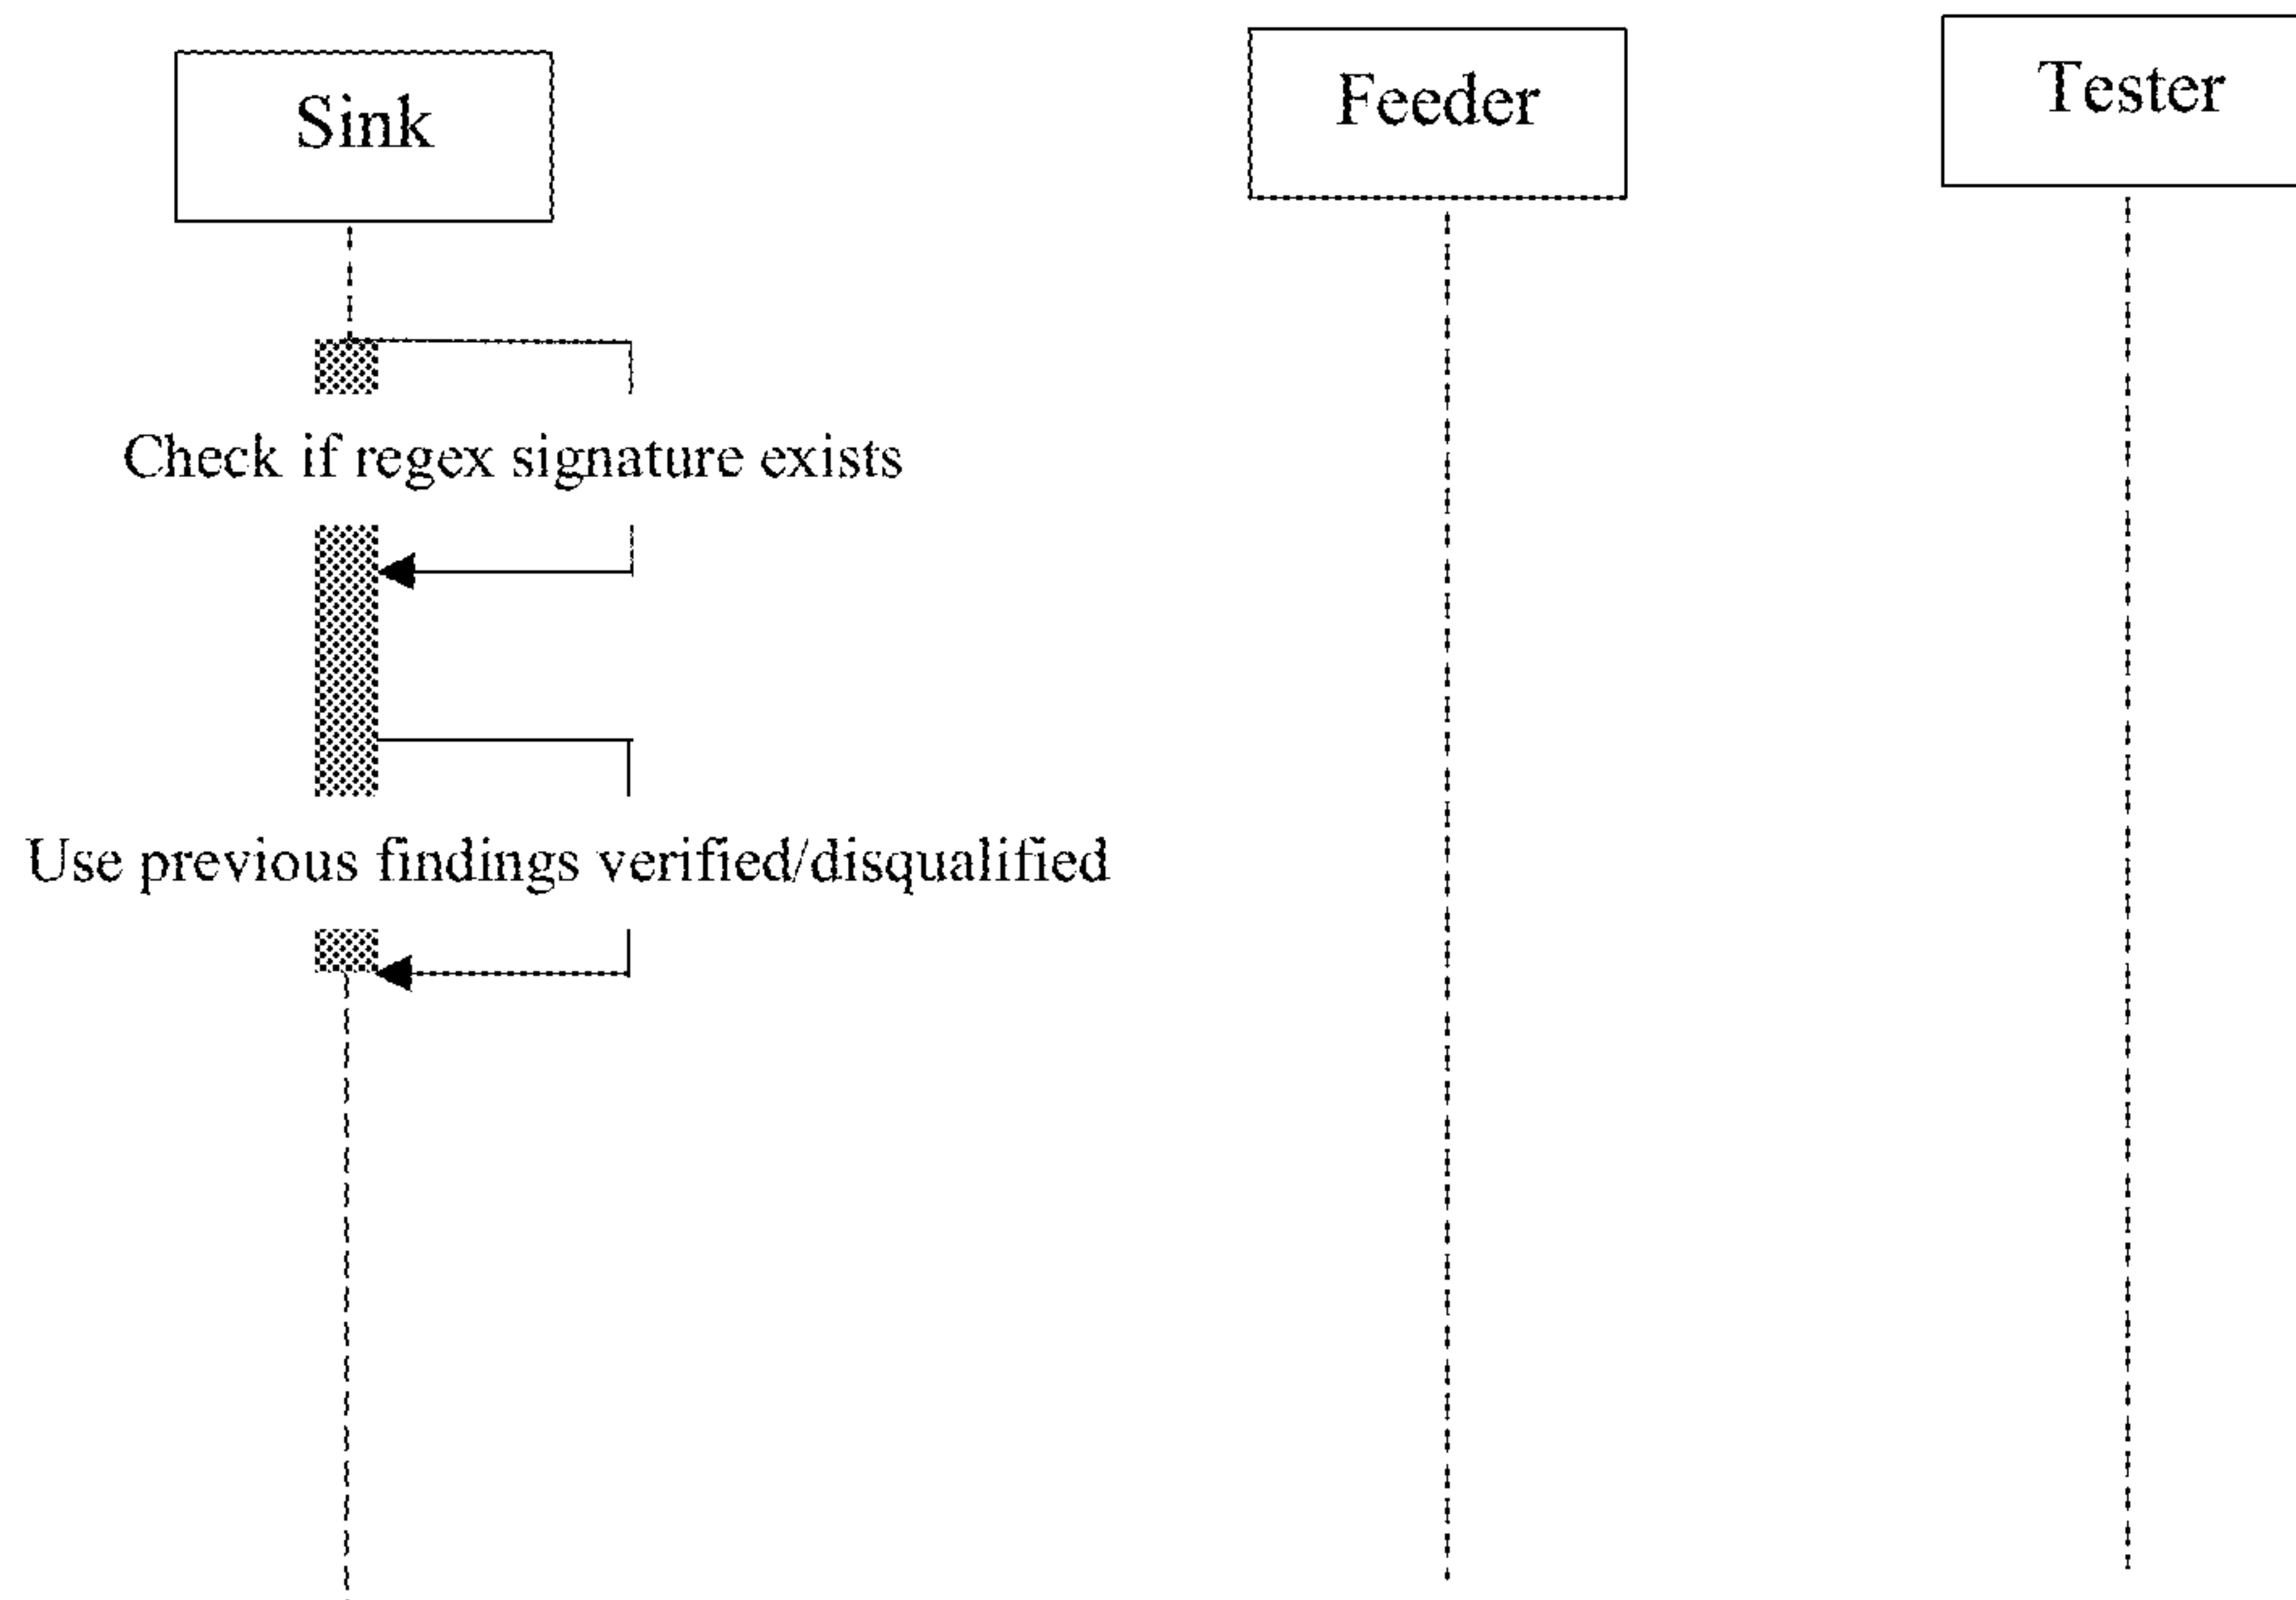 Sink
Feeder
Tester
Check if regex signature exists
Use previous findings verified/disqualified